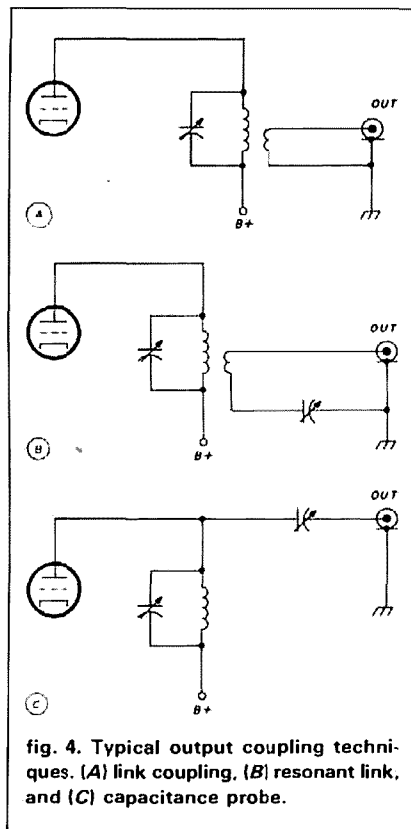 OUT
A
B+
OUT
B
B+
OUT
C
B+
fig. 4. Typical output coupling techni-
ques. (A) link coupling, (B) resonant link,
and (C) capacitance probe.